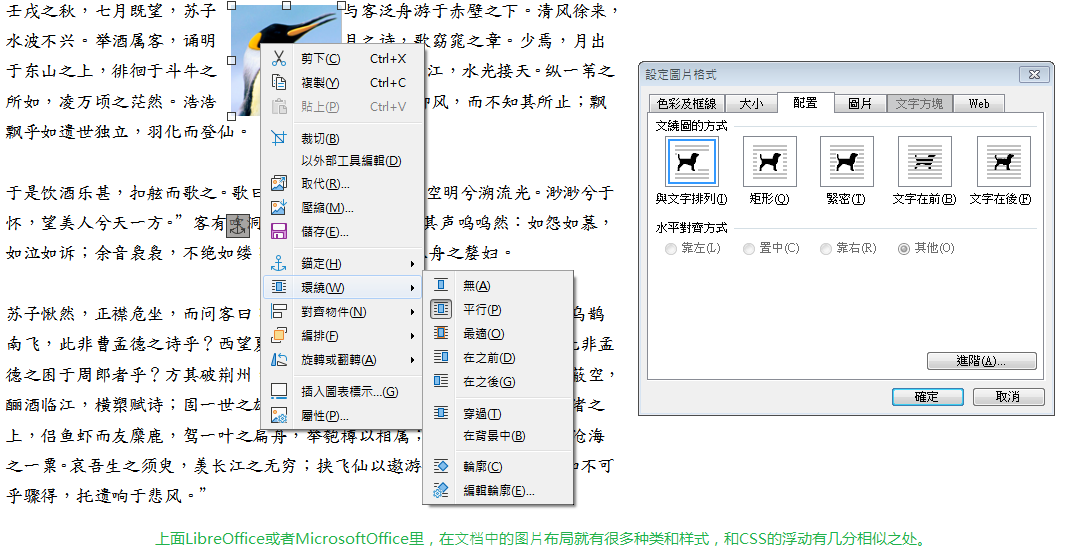 壬戌之秋，七月既望，苏子 与客泛舟游于赤壁之下。清风徐来，
水波不兴。举酒属客，诵明 月之诗，歌窈窕之章。少焉，月出
于东山之上，徘徊于斗牛之 江，水光接天。纵一苇之
所如，凌万顷之茫然。浩浩 风，而不知其所止；飘
飘乎如遗世独立，羽化而登仙。
于是饮酒乐甚，扣舷而歌之。歌曰 空明兮溯流光。渺渺兮于
怀，望美人兮天一方。”客有 洞 其声呜呜然：如怨如慕，
如泣如诉；余音袅袅，不绝如缕 舟之嫠妇。
苏子愀然，正襟危坐，而问客曰 乌鹊
南飞，此非曹孟德之诗乎？西望 此非孟
德之困于周郎者乎？方其破荆州， 蔽空，
酾酒临江，横槊赋诗；固一世之雄 渚之
上，侣鱼虾而友麋鹿，驾一叶之扁舟，举匏樽以相属； 沧海
之一粟。哀吾生之须臾，羡长江之无穷；挟飞仙以遨游 不可
乎骤得，托遗响于悲风。”
剪下(C) Ctrl+X
複製(Y) Ctrl+C
貼上(P) Ctrl+V
裁切(B)
以外部工具編輯(D)
取代(R)...
壓縮(M)...
儲存(E)...
錨定(H)
環繞(W)
對齊物件(N)
編排(F)
旋轉或翻轉(A)
插入圖表標示...(G)
屬性(P)...
無(A)
平行(P)
最適(O)
在之前(D)
在之後(G)
穿過(T)
在背景中(B)
輪廓(C)
編輯輪廓(E)...
設定圖片格式
色彩及框線 大小 配置 圖片 文字方塊 Web
文繞圖的方式
與文字排列(I) 矩形(Q) 緊密(T) 文字在前(B) 文字在後(F)
水平對齊方式
靠左(L) 置中(C) 靠右(R) 其他(O)
進階(A)...
確定 取消
上面LibreOffice或者MicrosoftOffice里，在文档中的图片布局就有很多种类和样式，和CSS的浮动有几分相似之处。